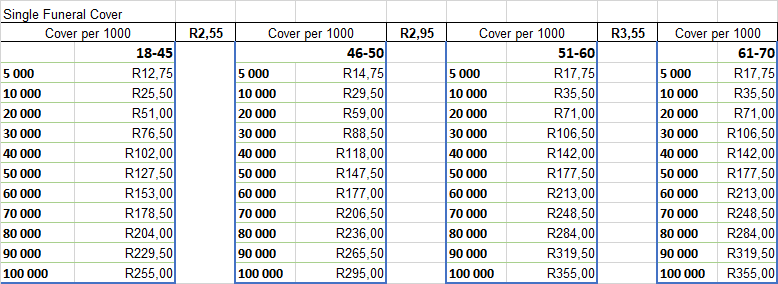 Single Funeral Cover
Cover per 1000 R2,55 Cover per 1000 R2,95 Cover per 1000 R3,55 Cover per 1000
18-45 46-50 51-60 61-70
5 000 R12,75 5 000 R14,75 5 000 R17,75 5 000 R17,75
10 000 R25,50 10 000 R29,50 10 000 R35,50 10 000 R35,50
20 000 R51,00 20 000 R59,00 20 000 R71,00 20 000 R71,00
30 000 R76,50 30 000 R88,50 30 000 R106,50 30 000 R106,50
40 000 R102,00 40 000 R118,00 40 000 R142,00 40 000 R142,00
50 000 R127,50 50 000 R147,50 50 000 R177,50 50 000 R177,50
60 000 R153,00 60 000 R177,00 60 000 R213,00 60 000 R213,00
70 000 R178,50 70 000 R206,50 70 000 R248,50 70 000 R248,50
80 000 R204,00 80 000 R236,00 80 000 R284,00 80 000 R284,00
90 000 R229,50 90 000 R265,50 90 000 R319,50 90 000 R319,50
100 000 R255,00 100 000 R295,00 100 000 R355,00 100 000 R355,00